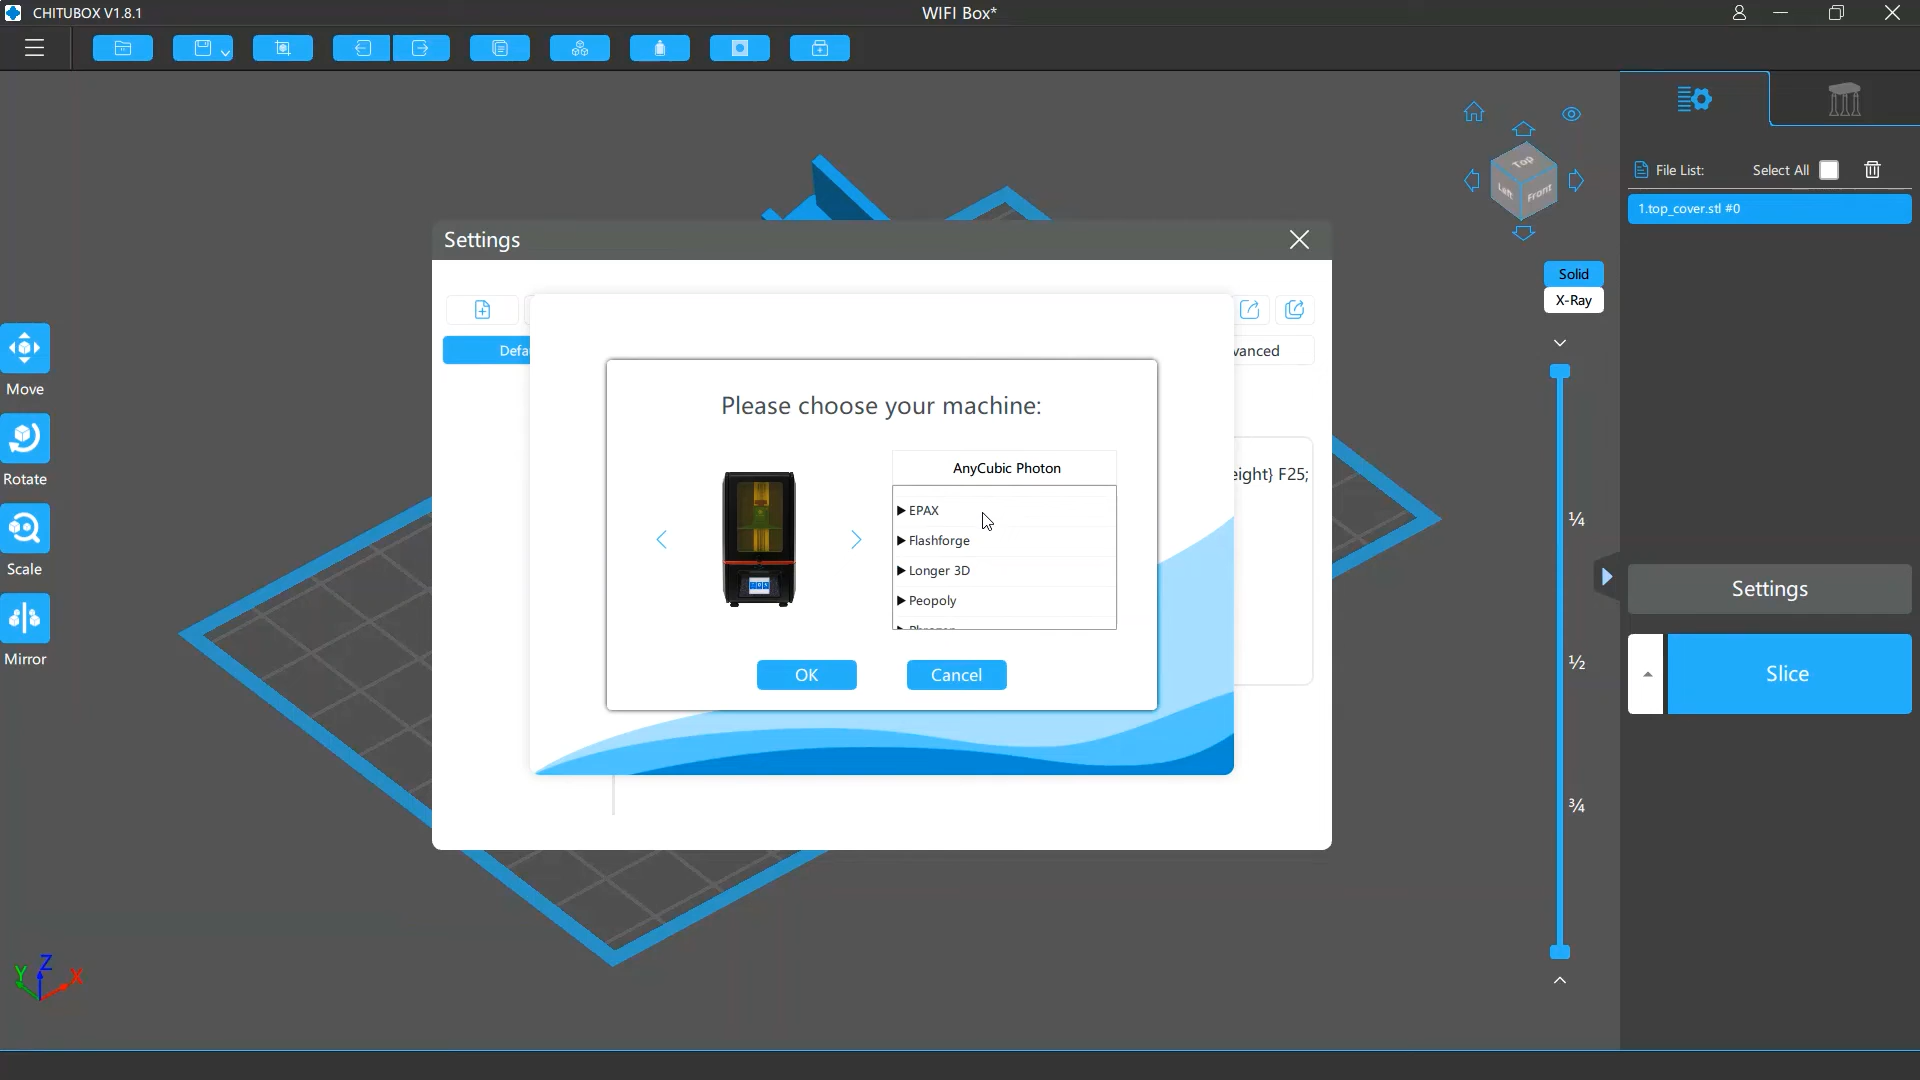 CHITUBOX V1.8.1
WIFI Box*
Top
Left
Front
File List:
Select All
1.top_cover.stl #0
Settings
Solid
X-Ray
Defau
vanced
Move
Rotate
Scale
Mirror
Please choose your machine:
AnyCubic Photon
eight} F25;
EPAX
Flashforge
Longer 3D
Peopoly
OK
Cancel
¼
½
¾
Settings
Slice
Z
Y
X